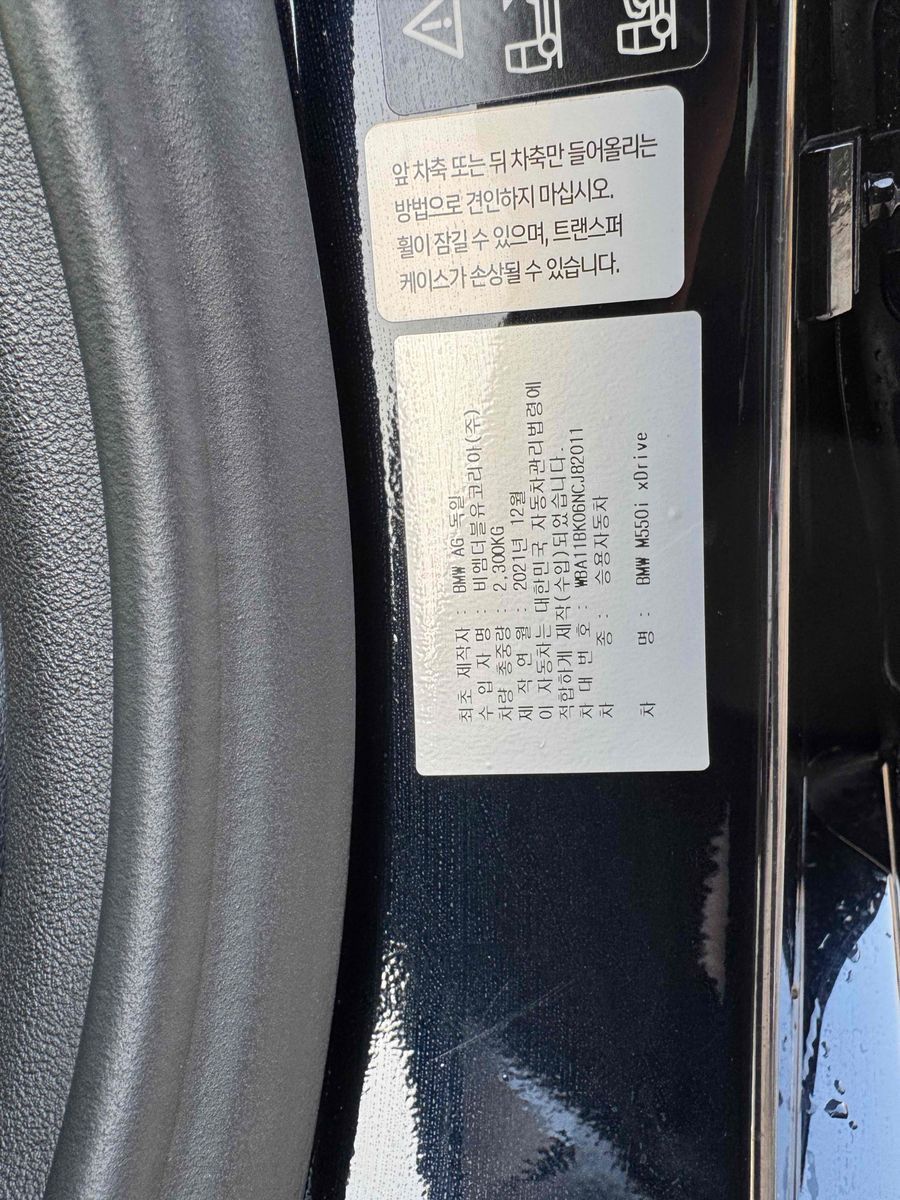 앞 차축 또는 뒤 차축만 들어올리는
방법으로 견인하지 마십시오.
휠이 잠길 수 있으며, 트랜스퍼
케이스가 손상될 수 있습니다.
최초 제작자 : BMW AG 독일
수 입 자 명 : 비엠더블유코리아(주)
차량 총중량 : 2,300KG
제 작 연 월 : 2021년 12월
이 자동차는 대한민국 자동차관리법령에
적합하게 제작(수입)되었습니다.
차 대 번 호 : WBA11BK06NCJ82011
차 종 : 승용자동차
차 명 : BMW M550i xDrive